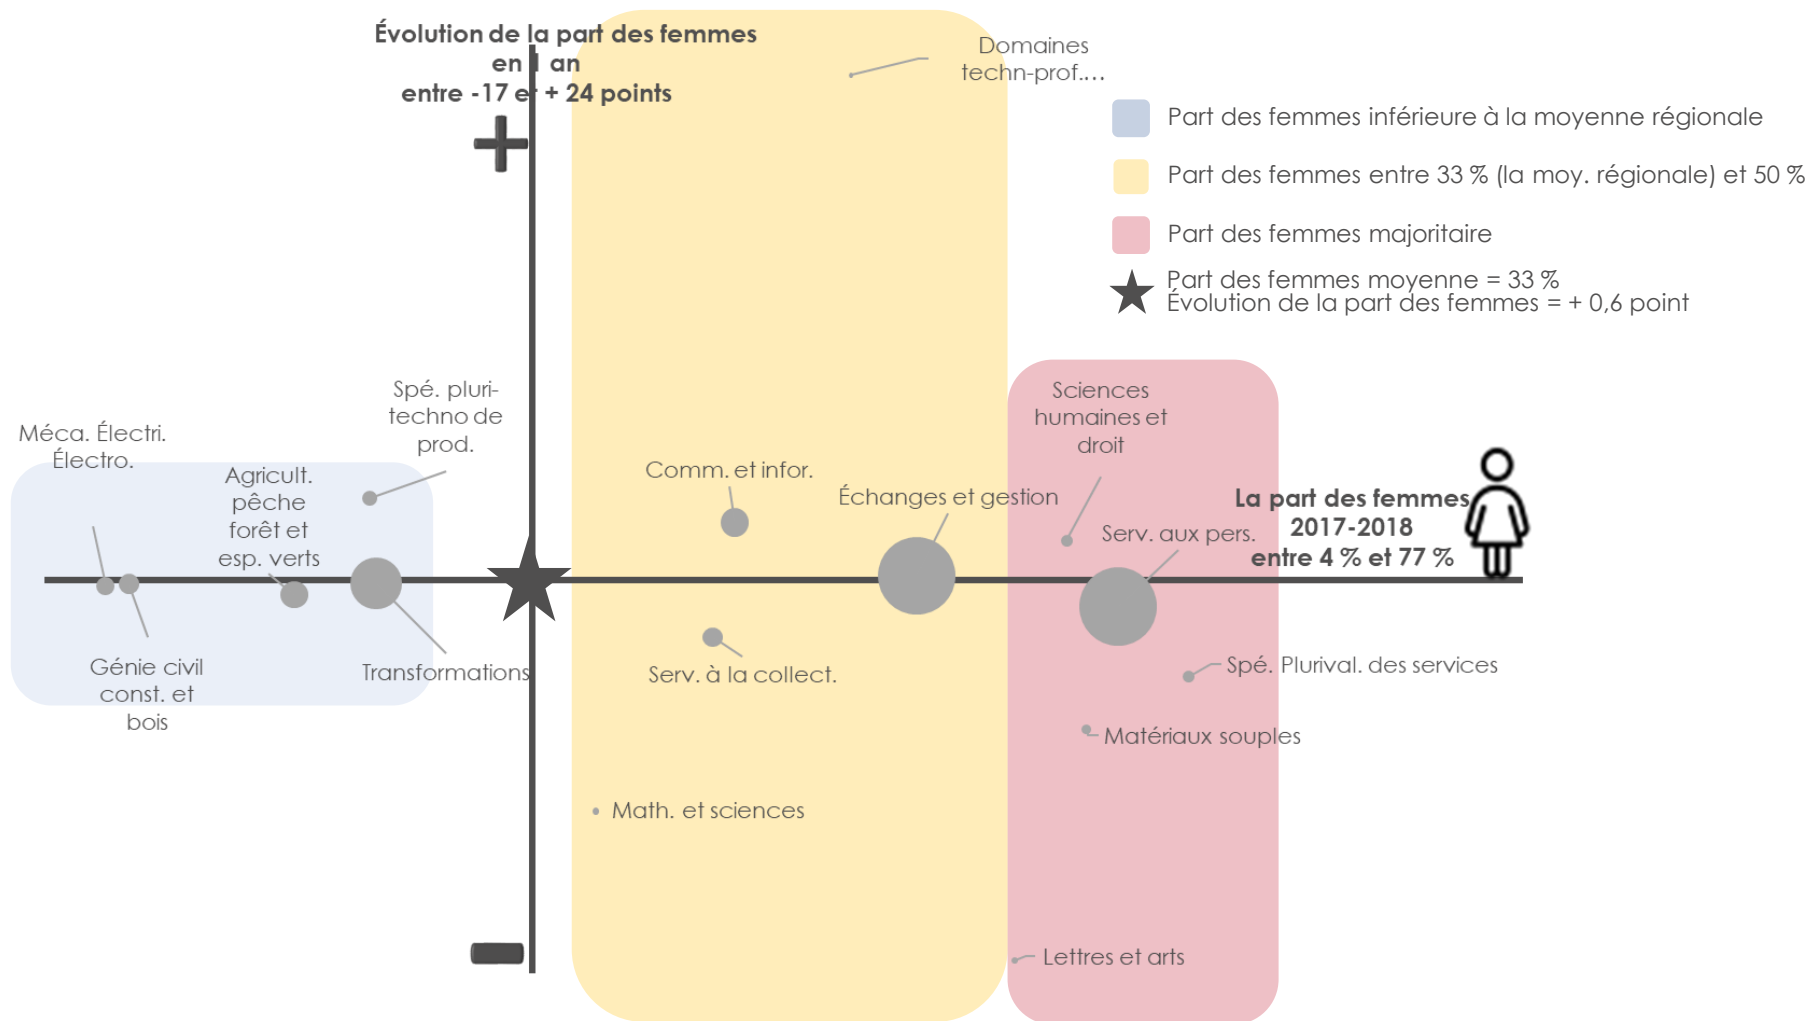 Évolution de la part des femmes
en 1 an
entre -17 et + 24 points
Domaines
techn-prof....
Part des femmes inférieure à la moyenne régionale
Part des femmes entre 33 % (la moy. régionale) et 50 %
Part des femmes majoritaire
Part des femmes moyenne = 33 %
Évolution de la part des femmes = + 0,6 point
Spé. pluri-
techno de
prod.
Sciences
humaines et
droit
Méca. Électri.
Électro.
Agricult.
pêche
forêt et
esp. verts
Comm. et infor.
Échanges et gestion
Serv. aux pers.
La part des femmes
2017-2018
entre 4 % et 77 %
Génie civil
const. et
bois
Transformations
Serv. à la collect.
Spé. Plurival. des services
Matériaux souples
Math. et sciences
Lettres et arts